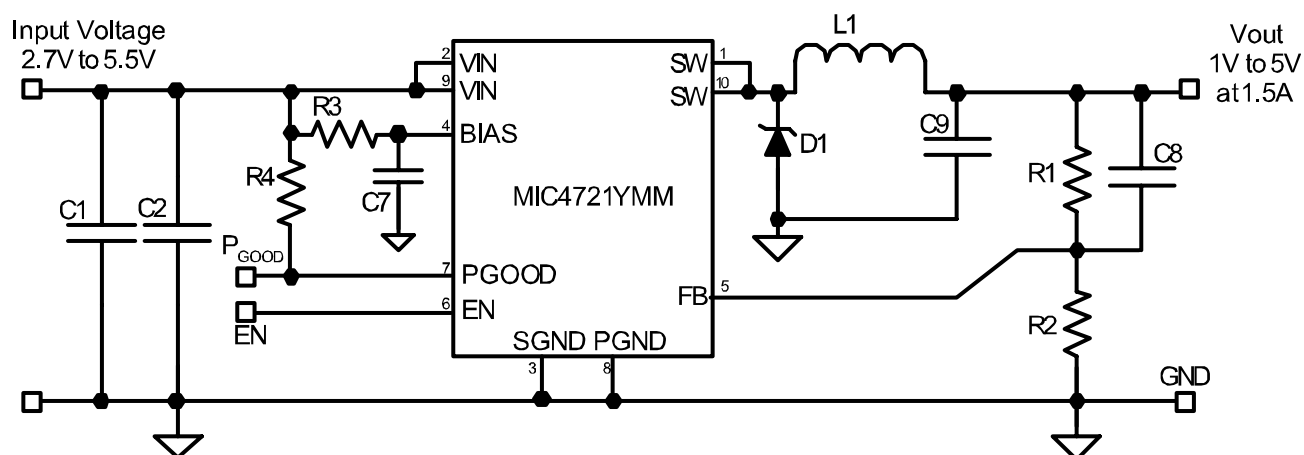 Input Voltage
2.7V to 5.5V
L1
Vout
1V to 5V
at 1.5A
2 VIN
9 VIN
4 BIAS
7 PGOOD
6 EN
SW 1
SW 10
FB 5
SGND PGND
3 8
MIC4721YMM
R3
R4
C7
C1
C2
PGOOD
EN
D1
C9
R1
C8
R2
GND